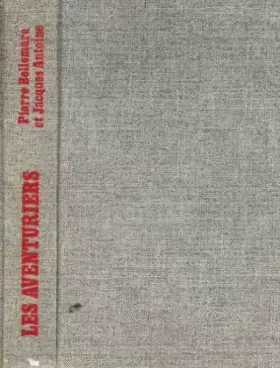 Pierre Bellemare
et Jacques Antoine
LES AVENTURIERS